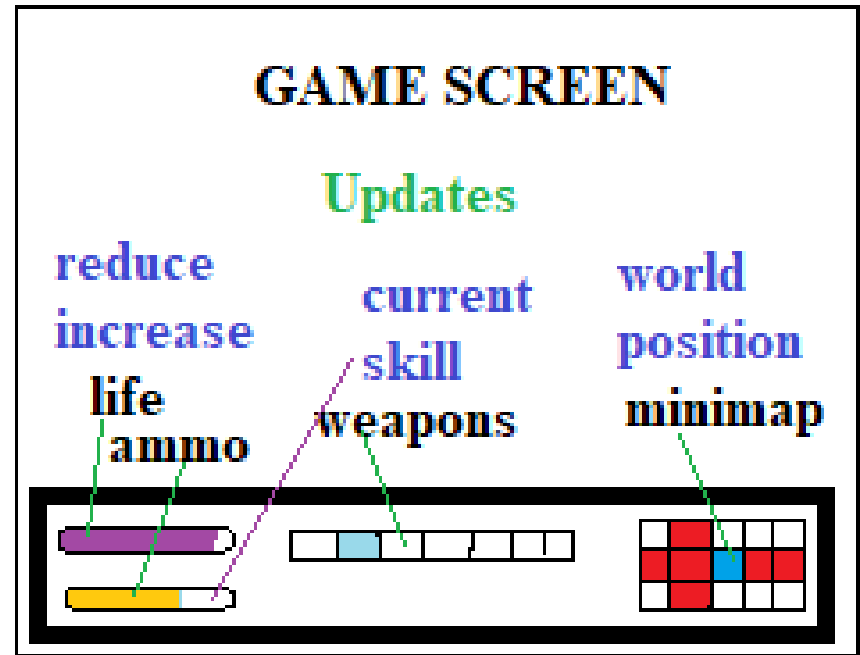 GAME SCREEN
Updates
reduce
increase
life
ammo
current
skill
weapons
world
position
minimap